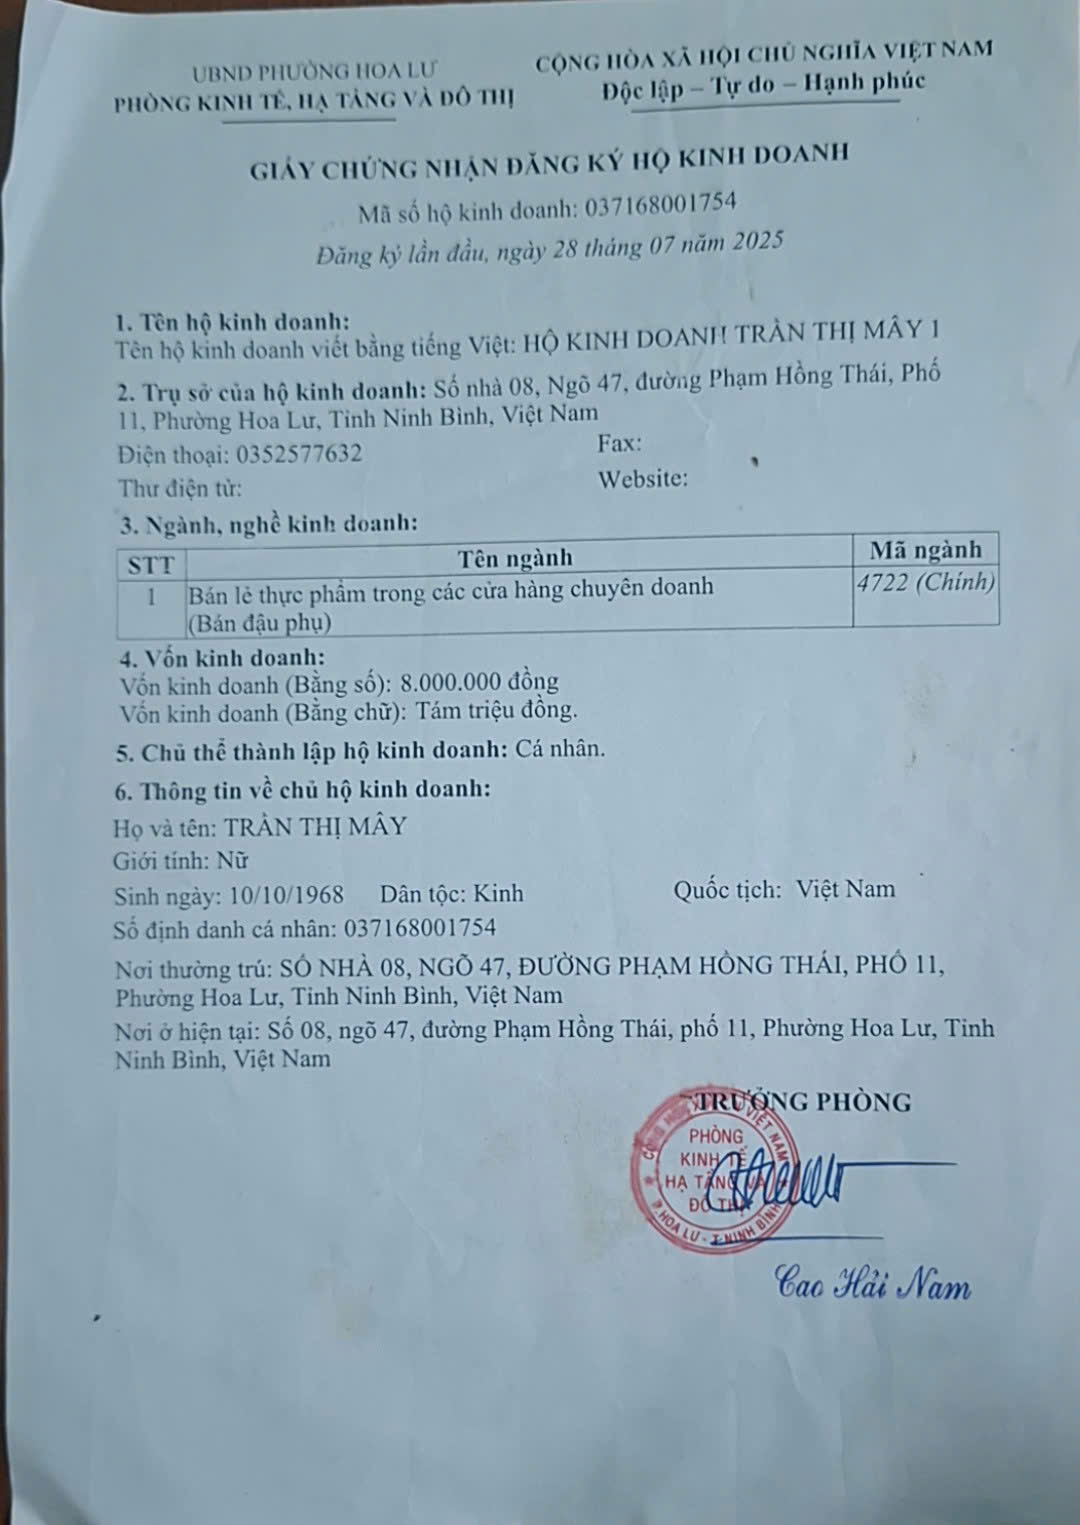 UBND PHƯỜNG HOA LƯ
PHÒNG KINH TẾ, HẠ TẦNG VÀ ĐÔ THỊ
CỘNG HÒA XÃ HỘI CHỦ NGHĨA VIỆT NAM
Độc lập – Tự do – Hạnh phúc
GIẤY CHỨNG NHẬN ĐĂNG KÝ HỘ KINH DOANH
Mã số hộ kinh doanh: 037168001754
Đăng ký lần đầu, ngày 28 tháng 07 năm 2025
1. Tên hộ kinh doanh:
Tên hộ kinh doanh viết bằng tiếng Việt: HỘ KINH DOANH TRẦN THỊ MÂY 1
2. Trụ sở của hộ kinh doanh: Số nhà 08, Ngõ 47, đường Phạm Hồng Thái, Phố
11, Phường Hoa Lư, Tỉnh Ninh Bình, Việt Nam
Điện thoại: 0352577632 Fax:
Thư điện tử: Website:
3. Ngành, nghề kinh doanh:
STT Tên ngành Mã ngành
1 Bán lẻ thực phẩm trong các cửa hàng chuyên doanh 4722 (Chính)
(Bán đậu phụ)
4. Vốn kinh doanh:
Vốn kinh doanh (Bằng số): 8.000.000 đồng
Vốn kinh doanh (Bằng chữ): Tám triệu đồng.
5. Chủ thể thành lập hộ kinh doanh: Cá nhân.
6. Thông tin về chủ hộ kinh doanh:
Họ và tên: TRẦN THỊ MÂY
Giới tính: Nữ
Sinh ngày: 10/10/1968 Dân tộc: Kinh Quốc tịch: Việt Nam
Số định danh cá nhân: 037168001754
Nơi thường trú: SỐ NHÀ 08, NGÕ 47, ĐƯỜNG PHẠM HỒNG THÁI, PHỐ 11,
Phường Hoa Lư, Tỉnh Ninh Bình, Việt Nam
Nơi ở hiện tại: Số 08, ngõ 47, đường Phạm Hồng Thái, phố 11, Phường Hoa Lư, Tỉnh
Ninh Bình, Việt Nam
TRƯỞNG PHÒNG
PHÒNG
KINH TẾ
HẠ TẦNG VÀ
ĐÔ THỊ
P. HOA LƯ - T. NINH BÌNH
Cao Hải Nam